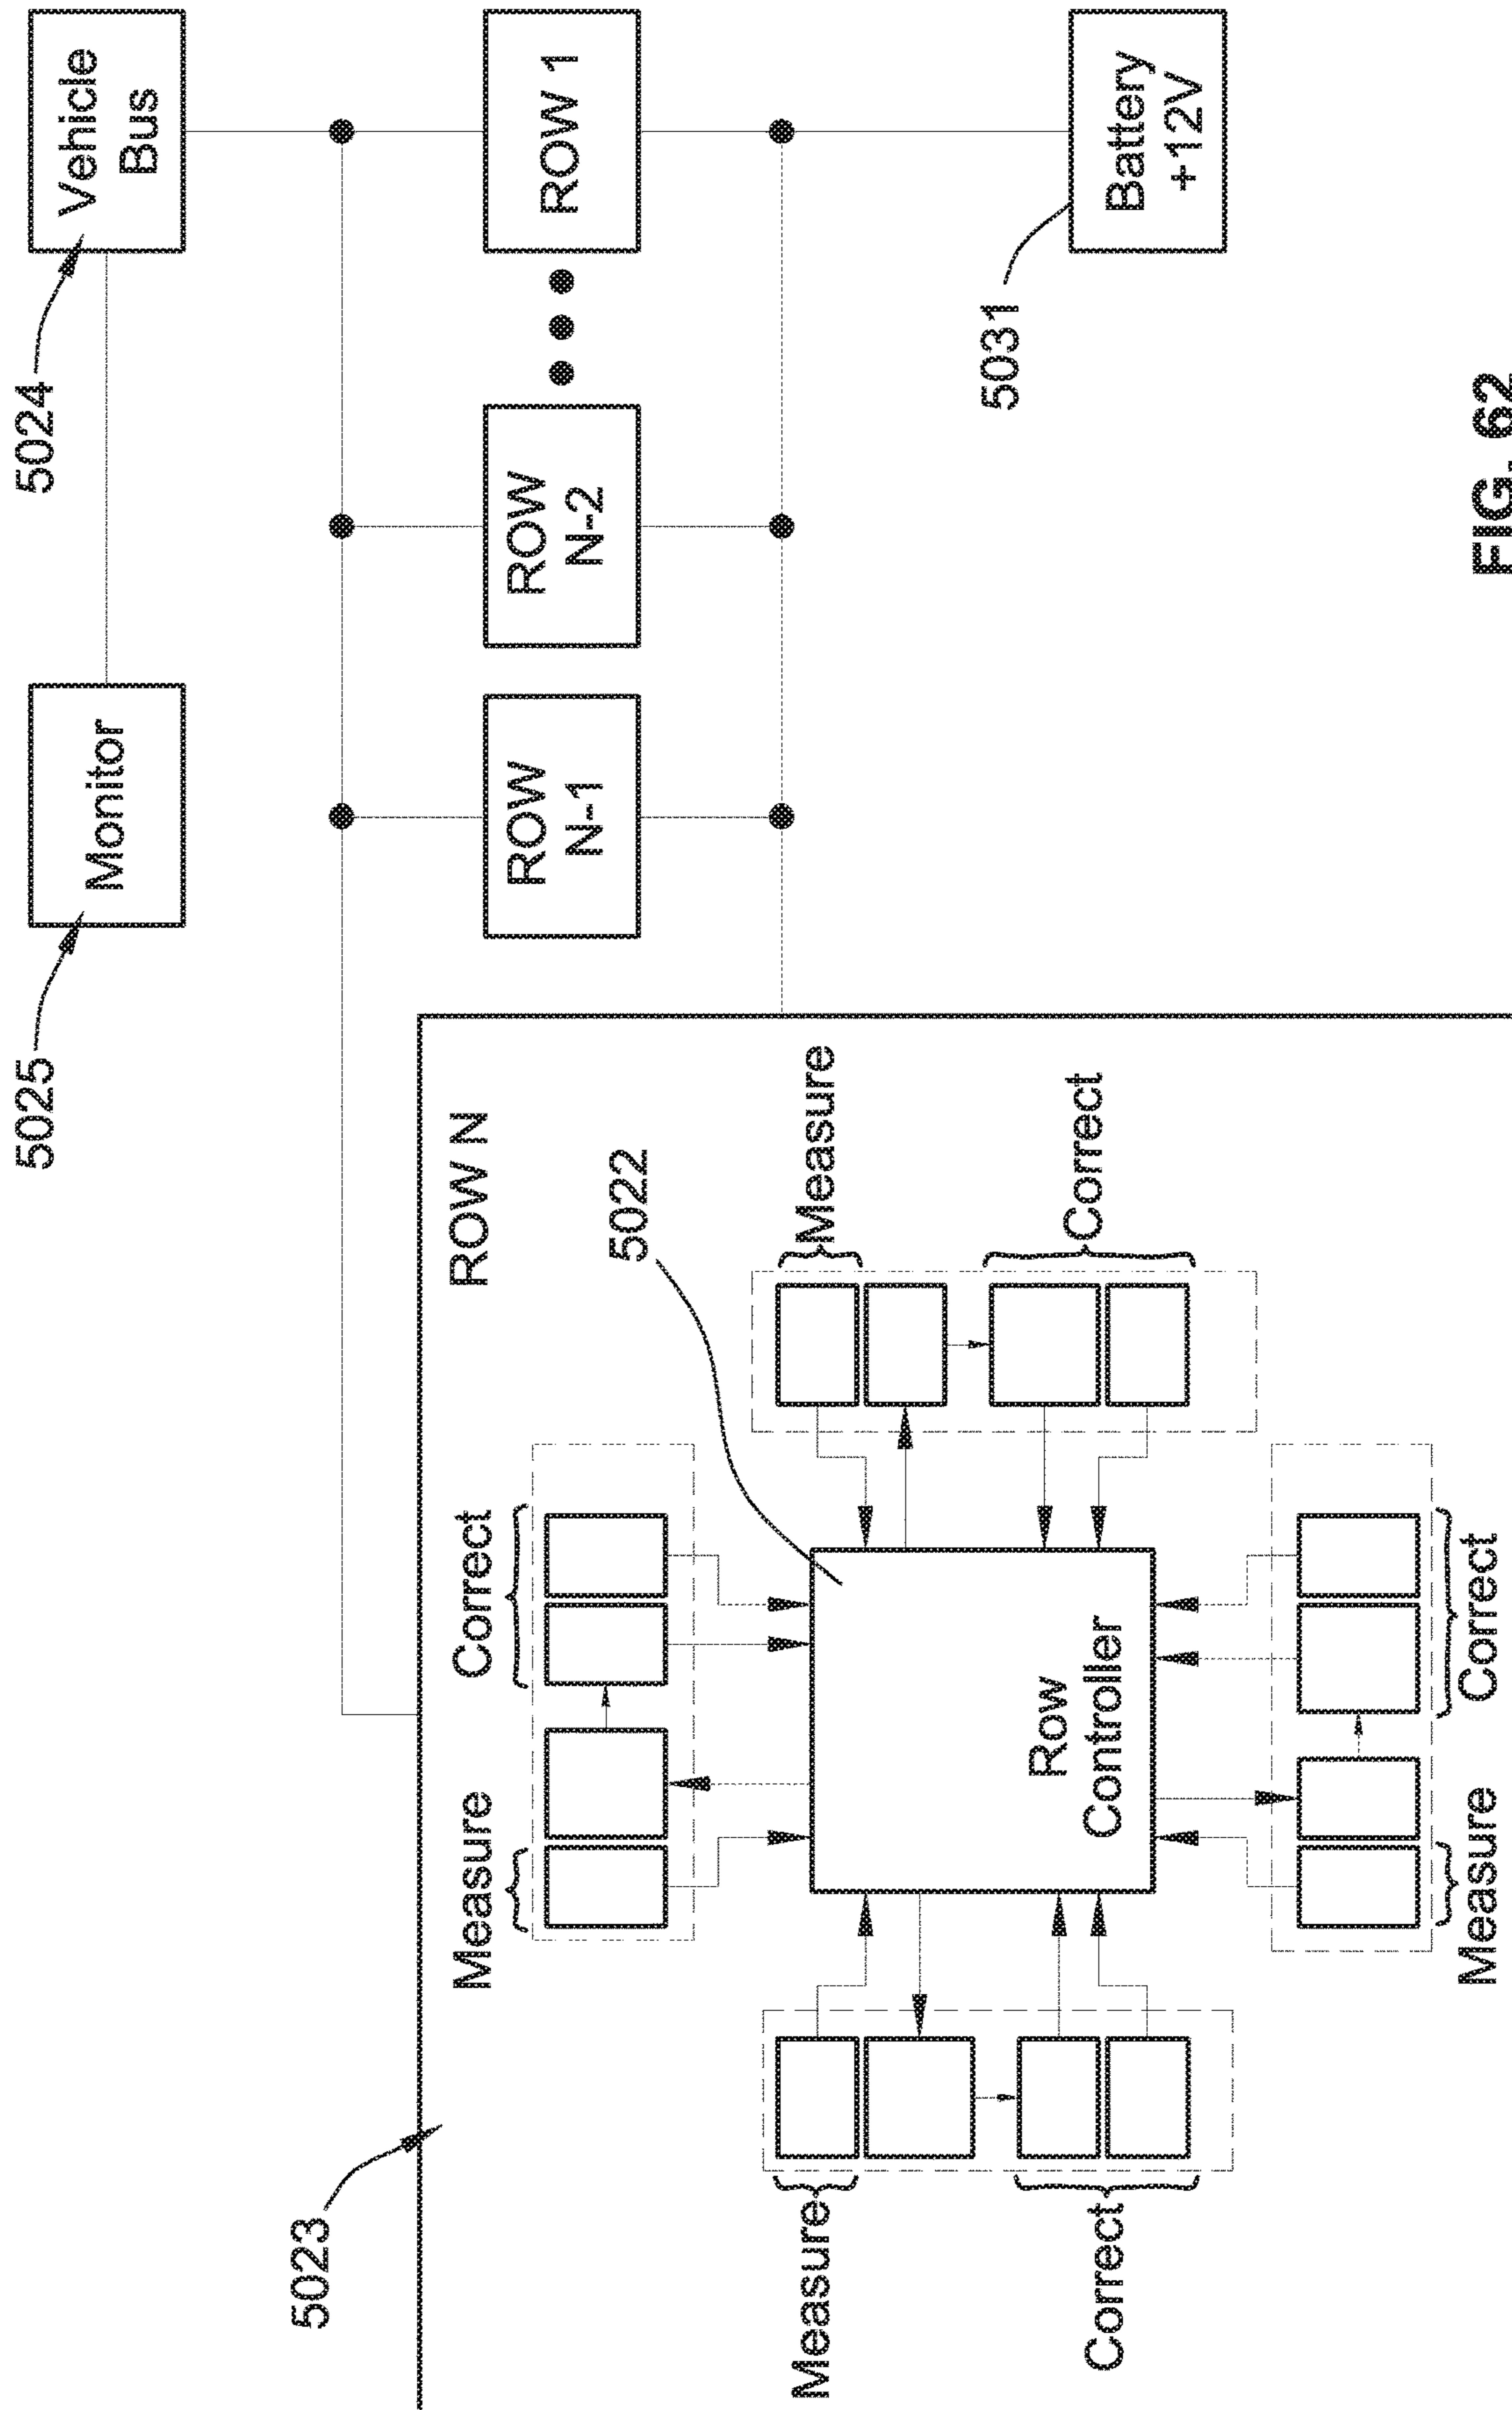 5023
ROW N
Measure
Correct
Measure
Correct
5022
Row
Controller
Measure
Correct
Measure
Correct
5025
Monitor
5024
Vehicle
Bus
ROW
N-1
ROW
N-2
ROW 1
5031
Battery
+12V
FIG. 62